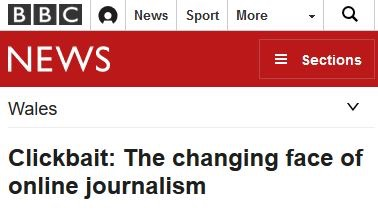 BBC News Sport More
NEWS Sections
Wales
Clickbait: The changing face of
online journalism